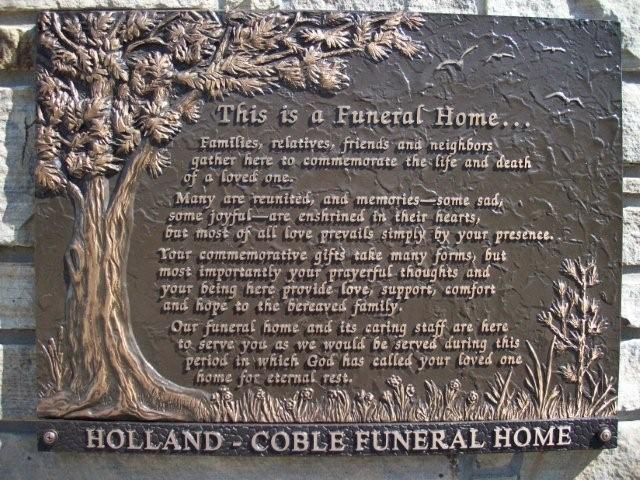 This is a Funeral Home...
Families, relatives, friends and neighbors
gather here to commemorate the life and death
of a loved one.
Many are reunited, and memories—some sad,
some joyful—are enshrined in their hearts,
but most of all love prevails simply by your presence.
Your commemorative gifts take many forms, but
most importantly your prayerful thoughts and
your being here provide love, support, comfort
and hope to the bereaved family.
Our funeral home and its caring staff are here
to serve you as we would be served during this
period in which God has called your loved one
home for eternal rest.
HOLLAND - COBLE FUNERAL HOME